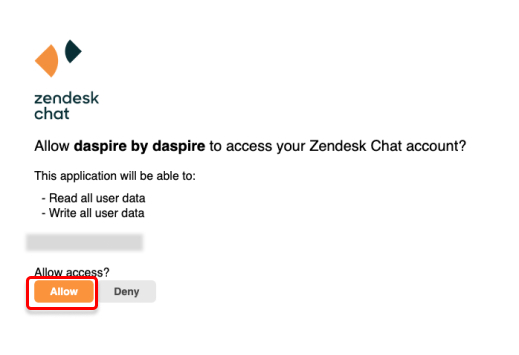 zendesk
chat
Allow daspire by daspire to access your Zendesk Chat account?
This application will be able to:
- Read all user data
- Write all user data
Allow access?
Allow
Deny